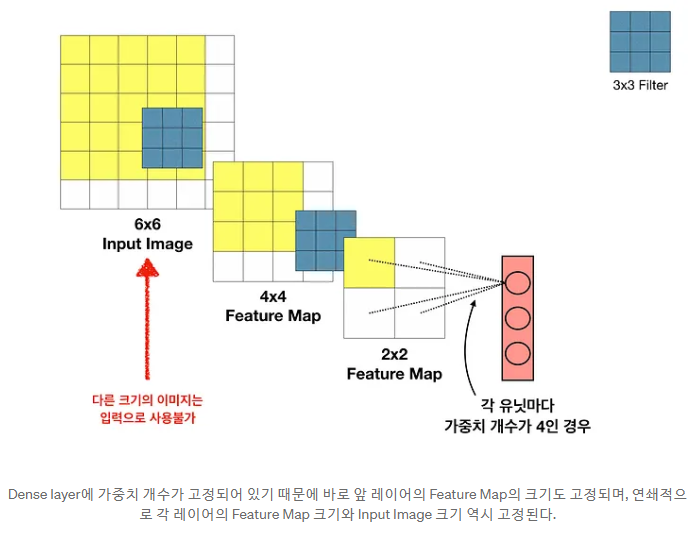 3x3 Filter
6x6
Input Image
4x4
Feature Map
2x2
Feature Map
다른 크기의 이미지는
입력으로 사용불가
각 유닛마다
가중치 개수가 4인 경우
Dense layer에 가중치 개수가 고정되어 있기 때문에 바로 앞 레이어의 Feature Map의 크기도 고정되며, 연쇄적으
로 각 레이어의 Feature Map 크기와 Input Image 크기 역시 고정된다.